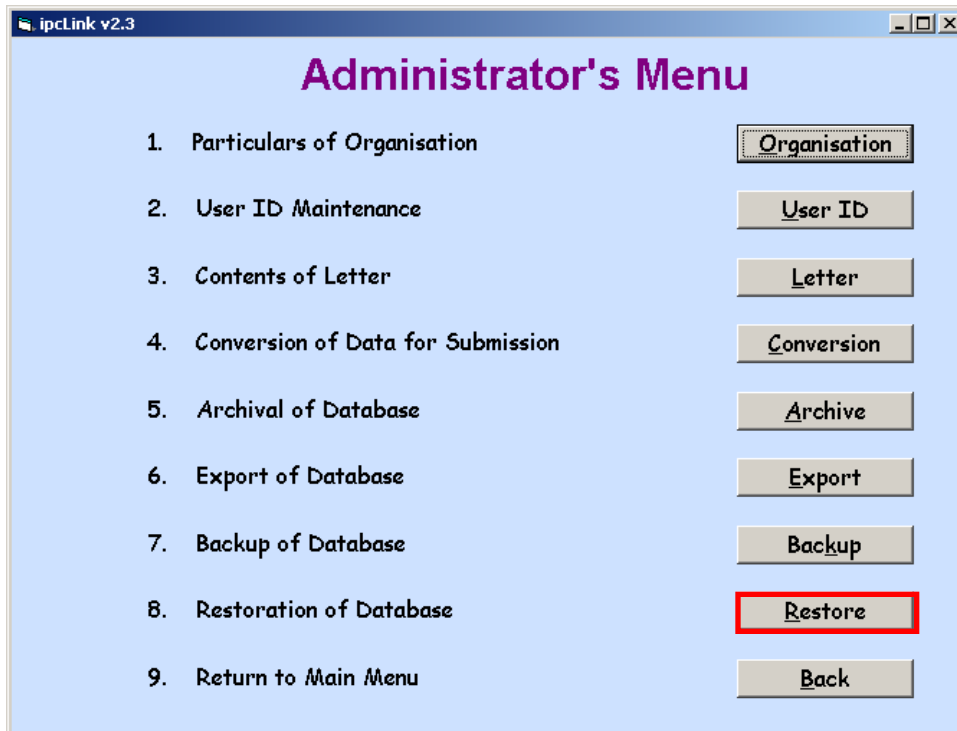 ipcLink v2.3
Administrator's Menu
1. Particulars of Organisation Organisation
2. User ID Maintenance User ID
3. Contents of Letter Letter
4. Conversion of Data for Submission Conversion
5. Archival of Database Archive
6. Export of Database Export
7. Backup of Database Backup
8. Restoration of Database Restore
9. Return to Main Menu Back